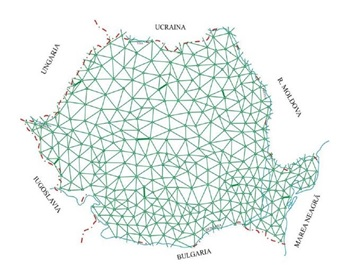 UCRAINA
UNGARIA
R. MOLDOVA
IUGOSLAVIA
MAREA NEAGRĂ
BULGARIA